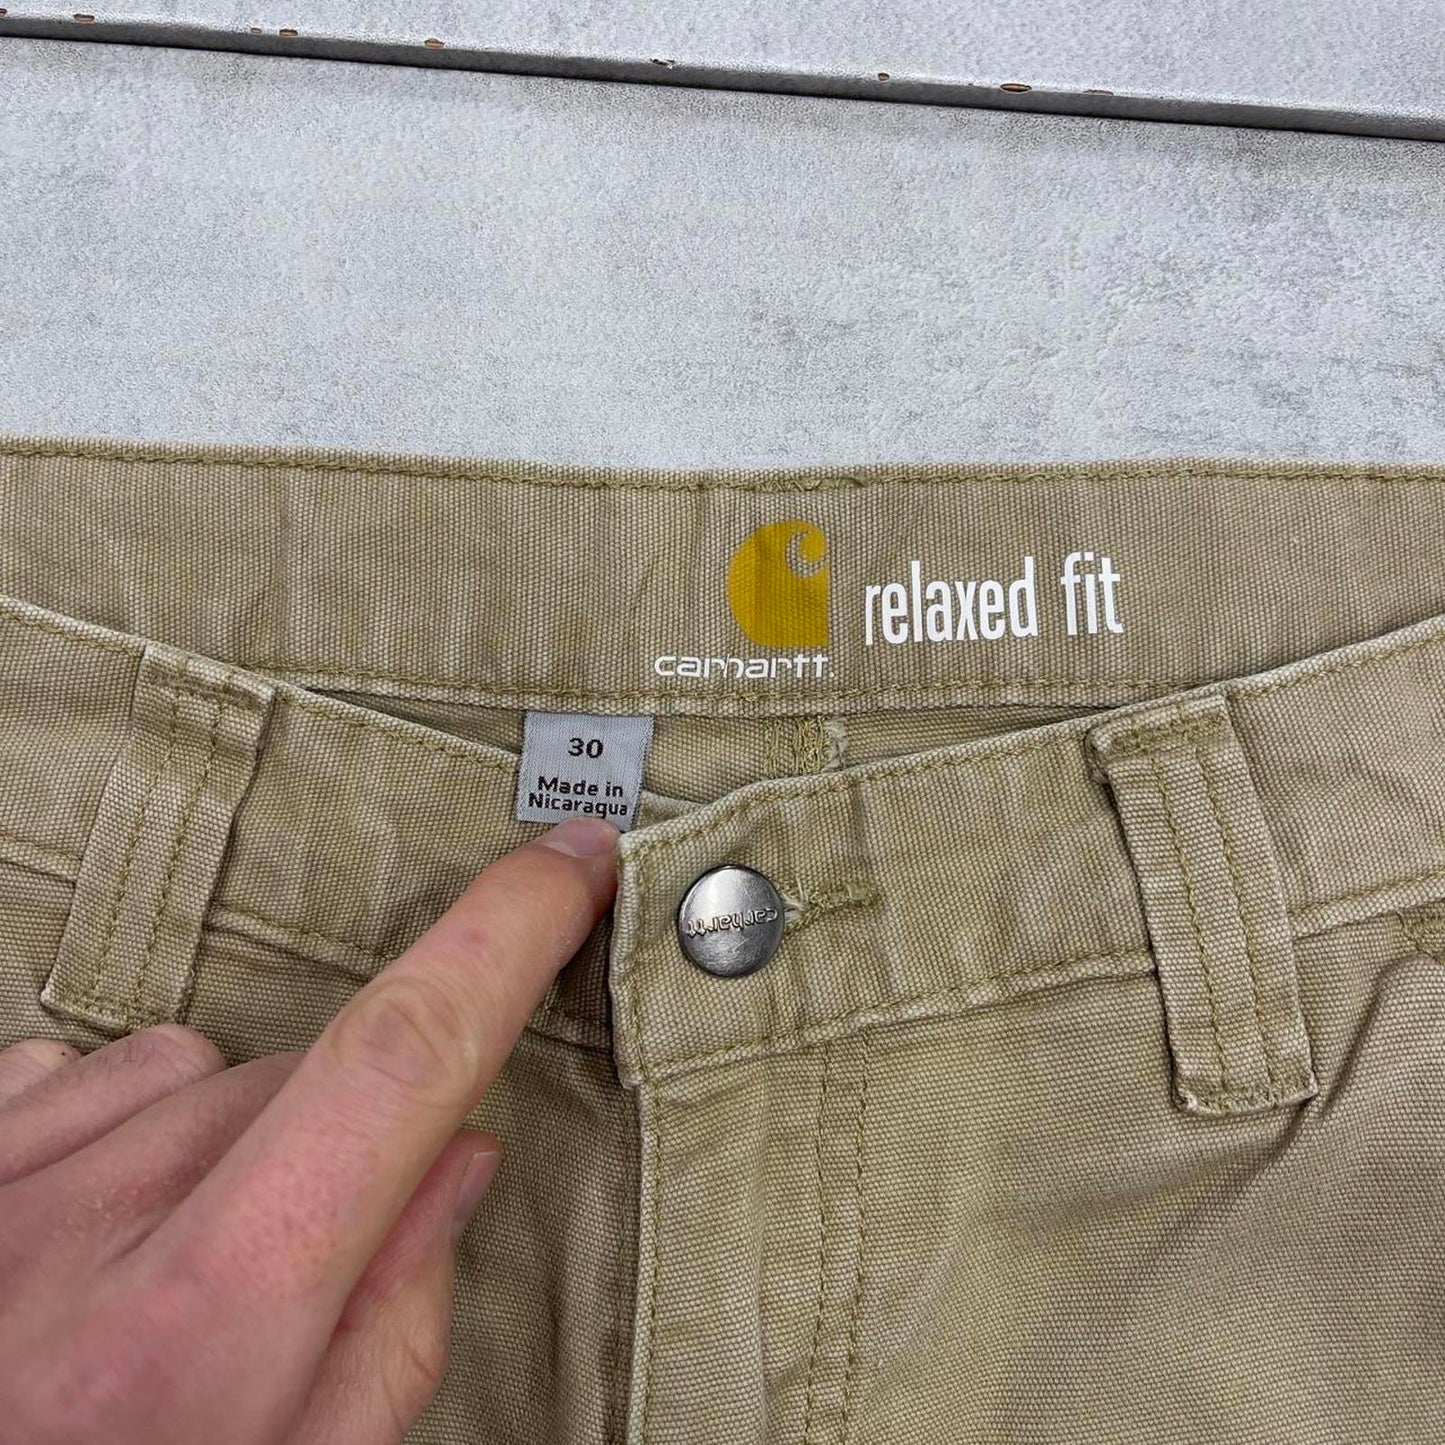 relaxed fit
carhartt.
30
Made in
Nicaragua
carhartt